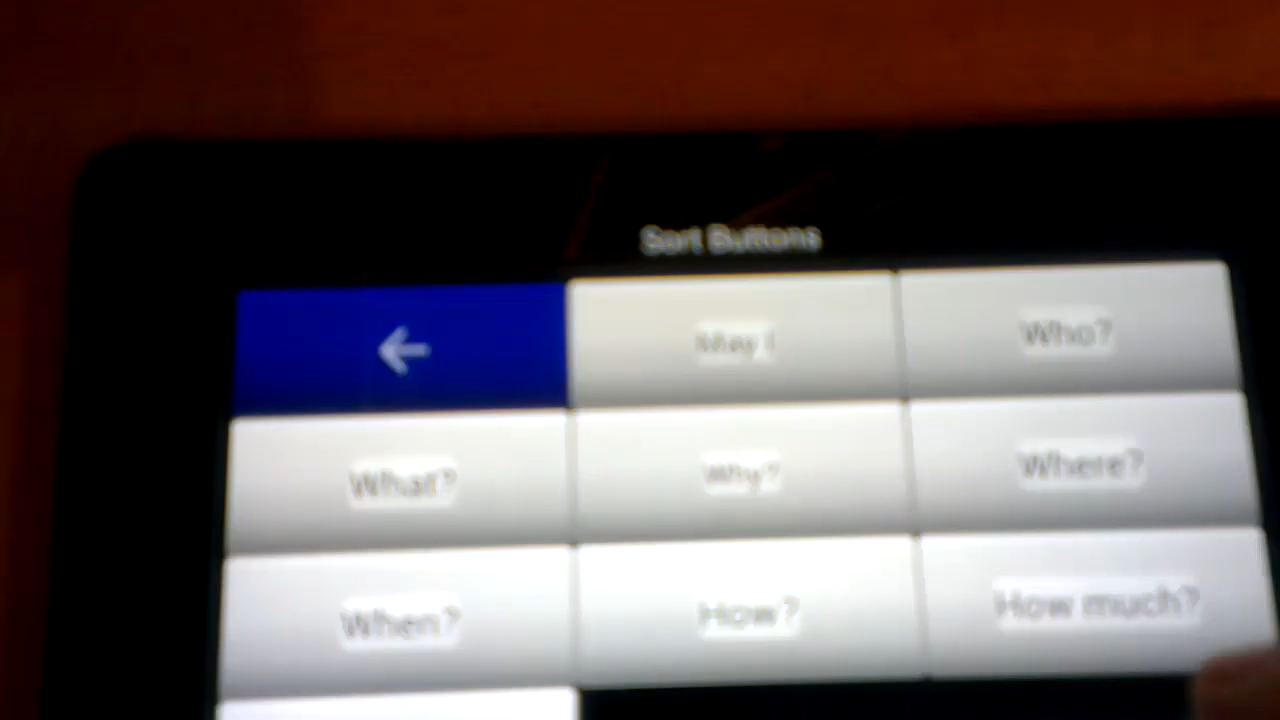 Sort Buttons
May I
Who?
What?
Why?
Where?
When?
How?
How much?